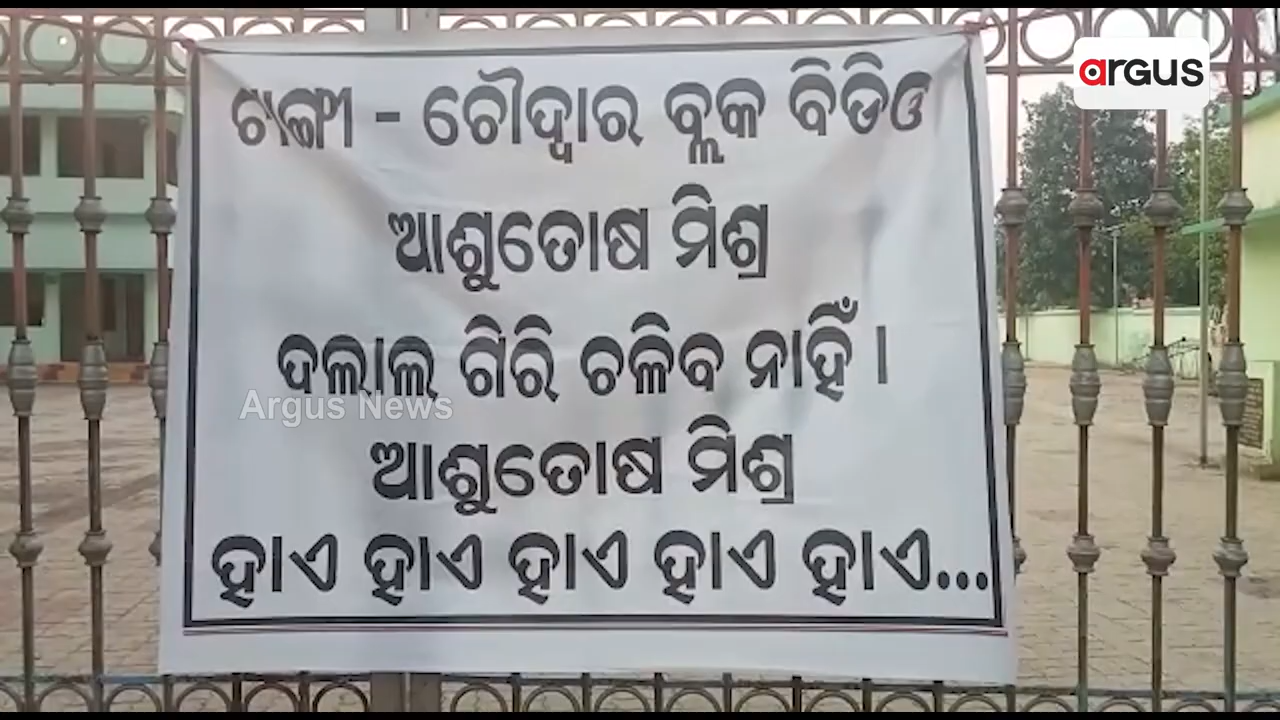 argus
ଟାଙ୍ଗୀ - ଚୌଦ୍ୱାର ବ୍ଲକ ବିଡିଓ
ଆଶୁତୋଷ ମିଶ୍ର
ଦଲାଲ ଗିରି ଚଳିବ ନାହିଁ ।
Argus News
ଆଶୁତୋଷ ମିଶ୍ର
ହାଏ ହାଏ ହାଏ ହାଏ ହାଏ...